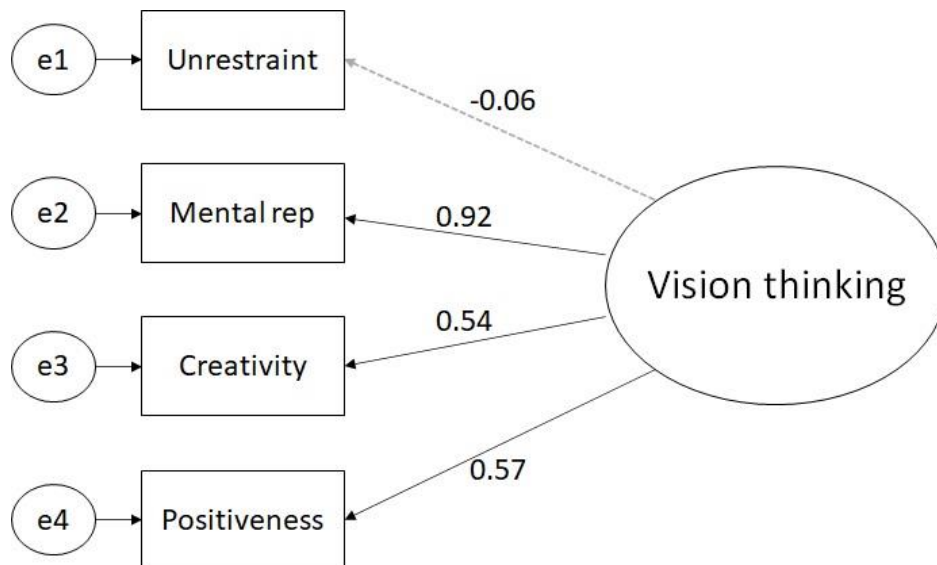 e1
Unrestraint
-0.06
e2
Mental rep
0.92
Vision thinking
e3
Creativity
0.54
e4
Positiveness
0.57